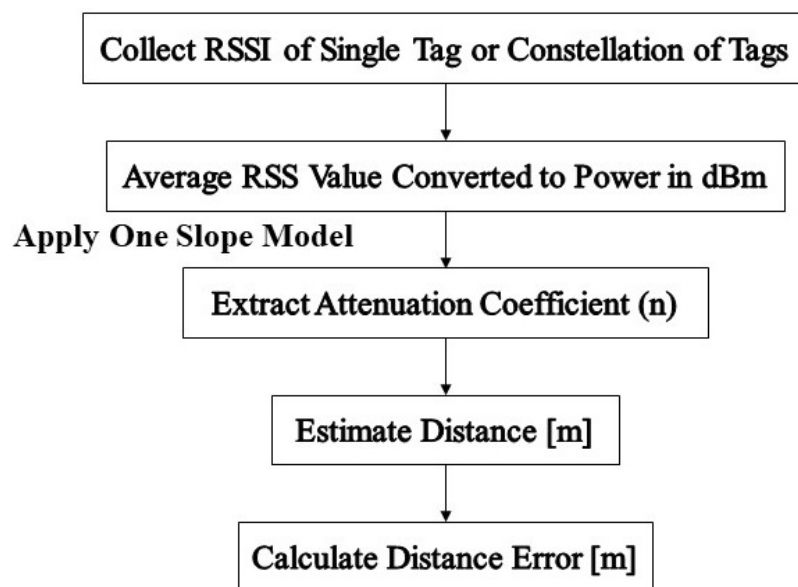 Collect RSSI of Single Tag or Constellation of Tags
Average RSS Value Converted to Power in dBm
Apply One Slope Model
Extract Attenuation Coefficient (n)
Estimate Distance [m]
Calculate Distance Error [m]